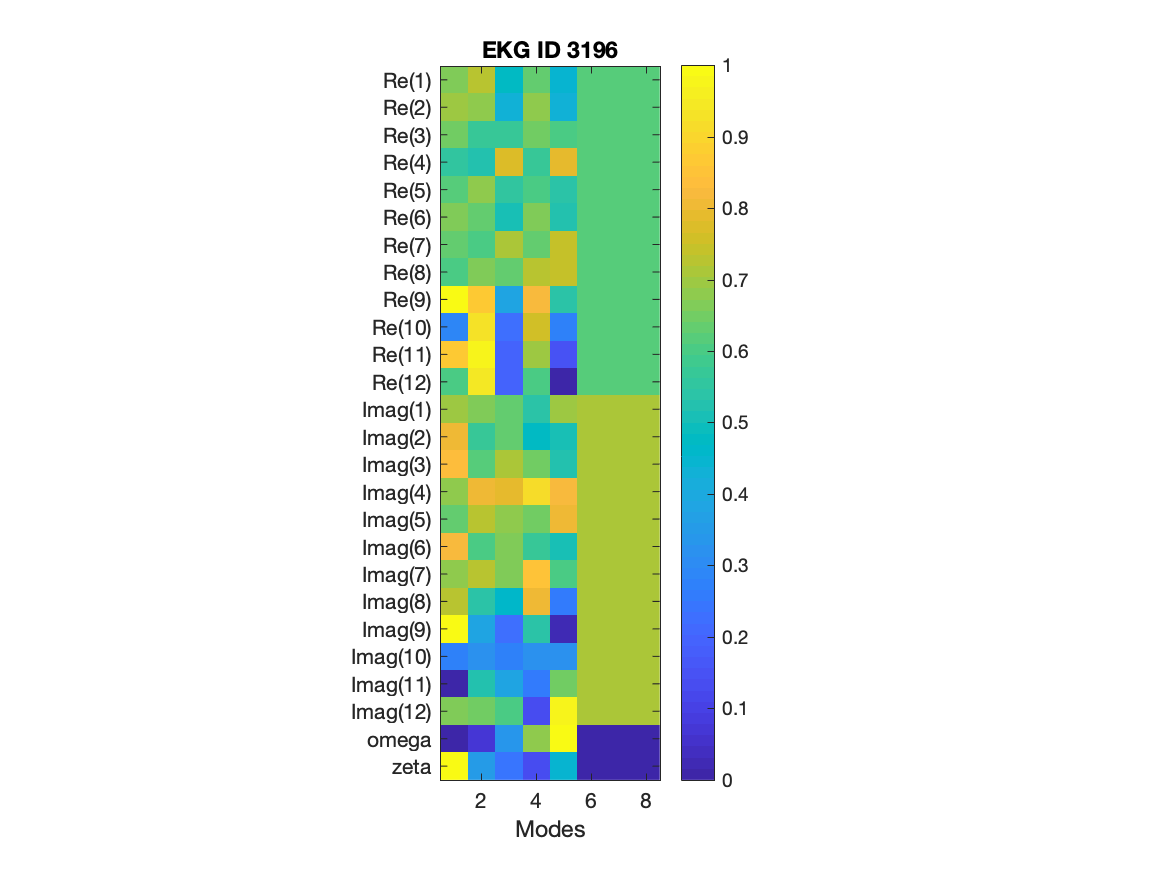 EKG ID 3196
Re(1)
Re(2)
Re(3)
Re(4)
Re(5)
Re(6)
Re(7)
Re(8)
Re(9)
Re(10)
Re(11)
Re(12)
Imag(1)
Imag(2)
Imag(3)
Imag(4)
Imag(5)
Imag(6)
Imag(7)
Imag(8)
Imag(9)
Imag(10)
Imag(11)
Imag(12)
omega
zeta
2 4 6 8
Modes
1
0.9
0.8
0.7
0.6
0.5
0.4
0.3
0.2
0.1
0